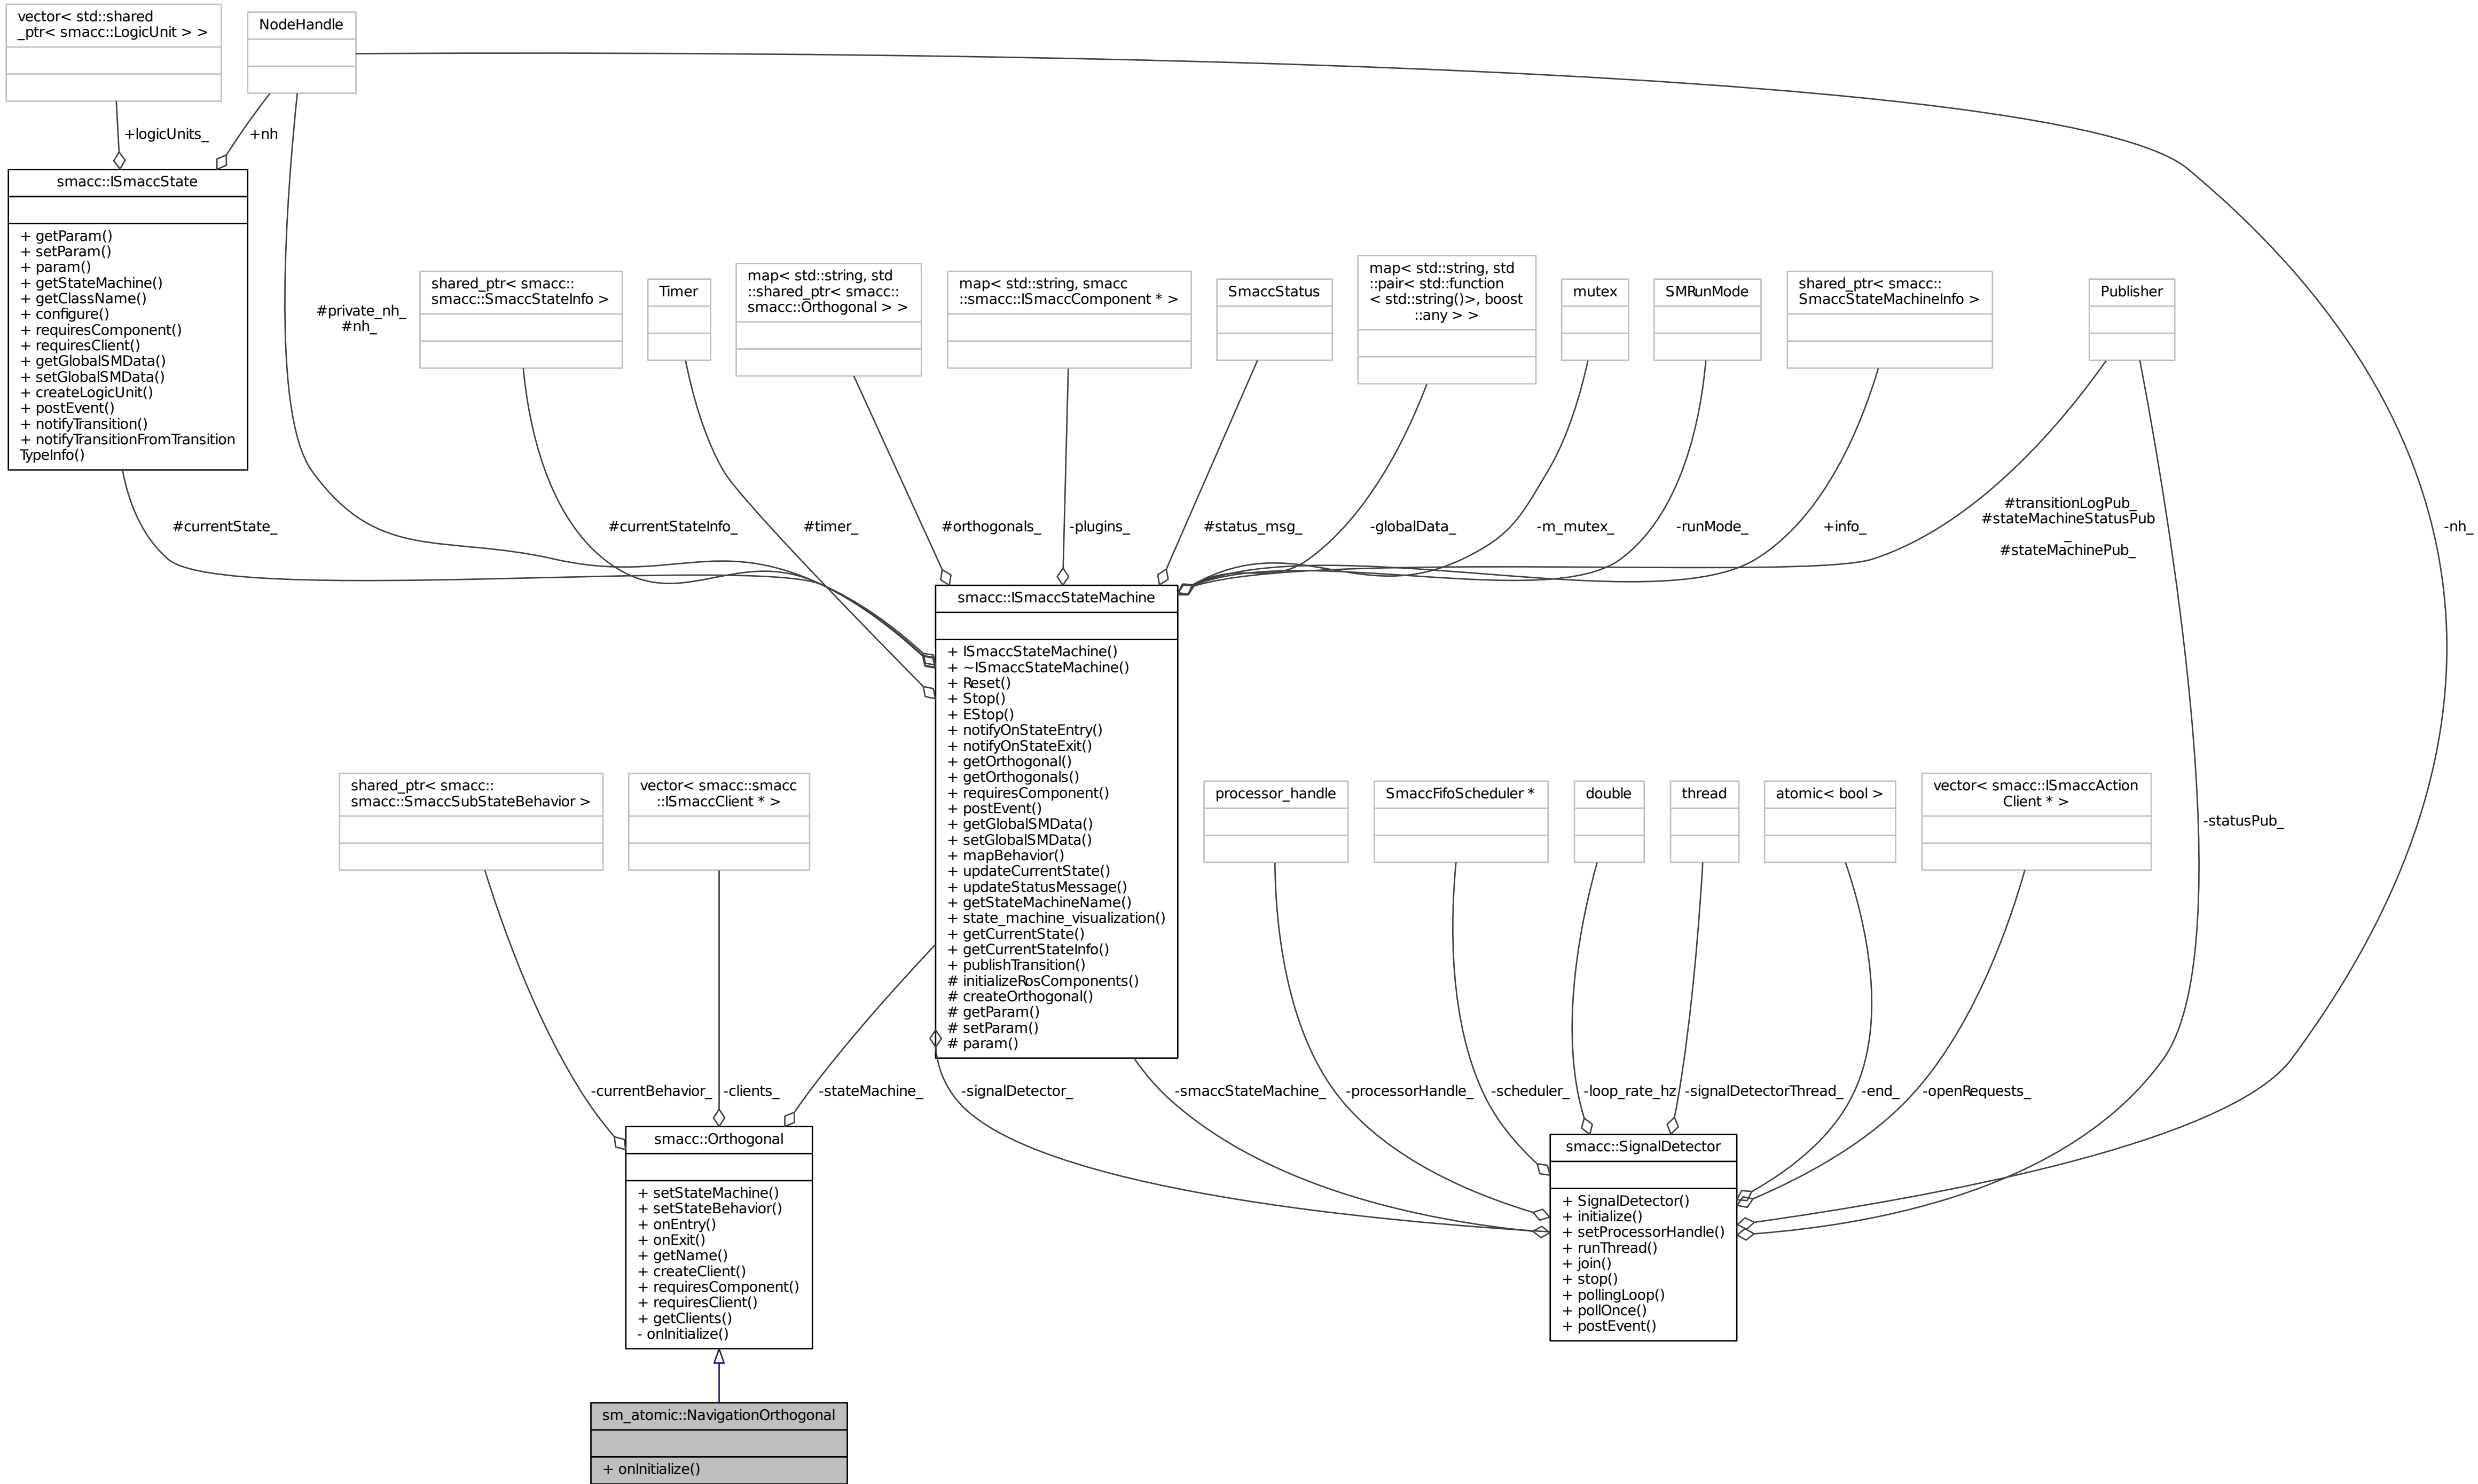 vector< std::shared
_ptr< smacc::LogicUnit > >
NodeHandle
+logicUnits_
+nh
smacc::ISmaccState
+ getParam()
+ setParam()
+ param()
+ getStateMachine()
+ getClassName()
+ configure()
+ requiresComponent()
+ requiresClient()
+ getGlobalSMData()
+ setGlobalSMData()
+ createLogicUnit()
+ postEvent()
+ notifyTransition()
+ notifyTransitionFromTransition
TypeInfo()
#private_nh_
#nh_
shared_ptr< smacc::
smacc::SmaccStateInfo >
Timer
map< std::string, std
::shared_ptr< smacc::
smacc::Orthogonal > >
map< std::string, smacc
::smacc::ISmaccComponent * >
SmaccStatus
map< std::string, std
::pair< std::function
< std::string()>, boost
::any > >
mutex
SMRunMode
shared_ptr< smacc::
SmaccStateMachineInfo >
Publisher
#currentState_
#currentStateInfo_
#timer_
#orthogonals_
-plugins_
#status_msg_
-globalData_
-m_mutex_
-runMode_
+info_
#transitionLogPub_
#stateMachineStatusPub
_
#stateMachinePub_
-nh_
smacc::ISmaccStateMachine
+ ISmaccStateMachine()
+ ~ISmaccStateMachine()
+ Reset()
+ Stop()
+ EStop()
+ notifyOnStateEntry()
+ notifyOnStateExit()
+ getOrthogonal()
+ getOrthogonals()
+ requiresComponent()
+ postEvent()
+ getGlobalSMData()
+ setGlobalSMData()
+ mapBehavior()
+ updateCurrentState()
+ updateStatusMessage()
+ getStateMachineName()
+ state_machine_visualization()
+ getCurrentState()
+ getCurrentStateInfo()
+ publishTransition()
# initializeRosComponents()
# createOrthogonal()
# getParam()
# setParam()
# param()
shared_ptr< smacc::
smacc::SmaccSubStateBehavior >
vector< smacc::smacc
::ISmaccClient * >
processor_handle
SmaccFifoScheduler *
double
thread
atomic< bool >
vector< smacc::ISmaccAction
Client * >
-statusPub_
-currentBehavior_
-clients_
-stateMachine_
-signalDetector_
-smaccStateMachine_
-processorHandle_
-scheduler_
-loop_rate_hz
-signalDetectorThread_
-end_
-openRequests_
smacc::Orthogonal
+ setStateMachine()
+ setStateBehavior()
+ onEntry()
+ onExit()
+ getName()
+ createClient()
+ requiresComponent()
+ requiresClient()
+ getClients()
- onInitialize()
smacc::SignalDetector
+ SignalDetector()
+ initialize()
+ setProcessorHandle()
+ runThread()
+ join()
+ stop()
+ pollingLoop()
+ pollOnce()
+ postEvent()
sm_atomic::NavigationOrthogonal
+ onInitialize()